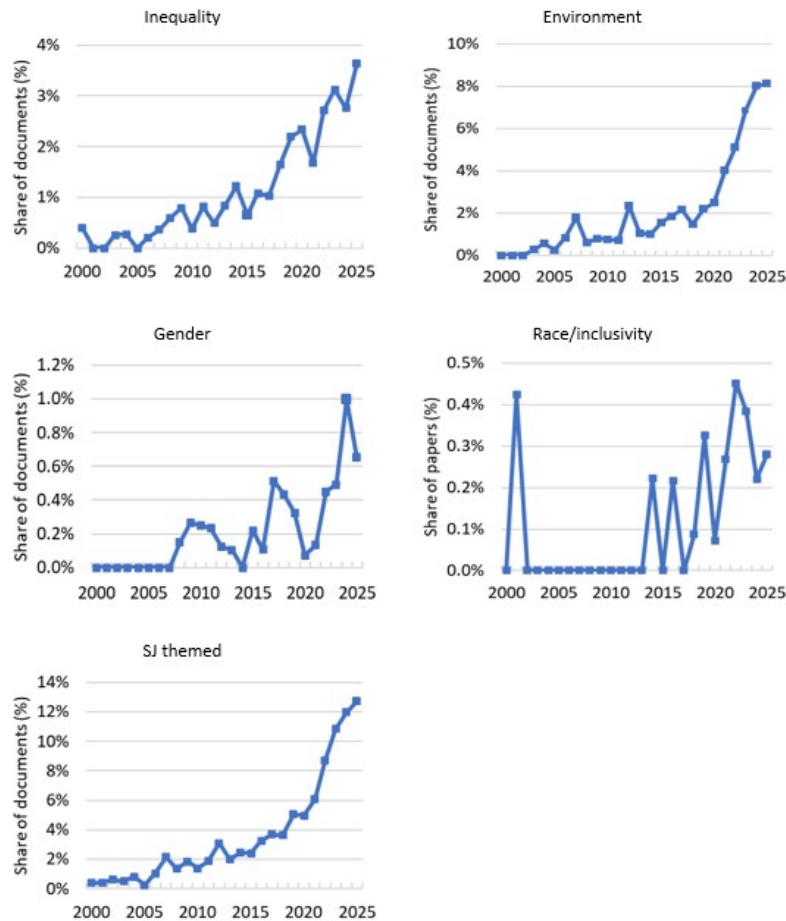 Inequality
Share of documents (%)
4%
3%
2%
1%
0%
2000 2005 2010 2015 2020 2025
Environment
Share of documents (%)
10%
8%
6%
4%
2%
0%
2000 2005 2010 2015 2020 2025
Gender
Share of documents (%)
1.2%
1.0%
0.8%
0.6%
0.4%
0.2%
0.0%
2000 2005 2010 2015 2020 2025
Race/inclusivity
Share of papers (%)
0.5%
0.4%
0.3%
0.2%
0.1%
0.0%
2000 2005 2010 2015 2020 2025
SJ themed
Share of documents (%)
14%
12%
10%
8%
6%
4%
2%
0%
2000 2005 2010 2015 2020 2025